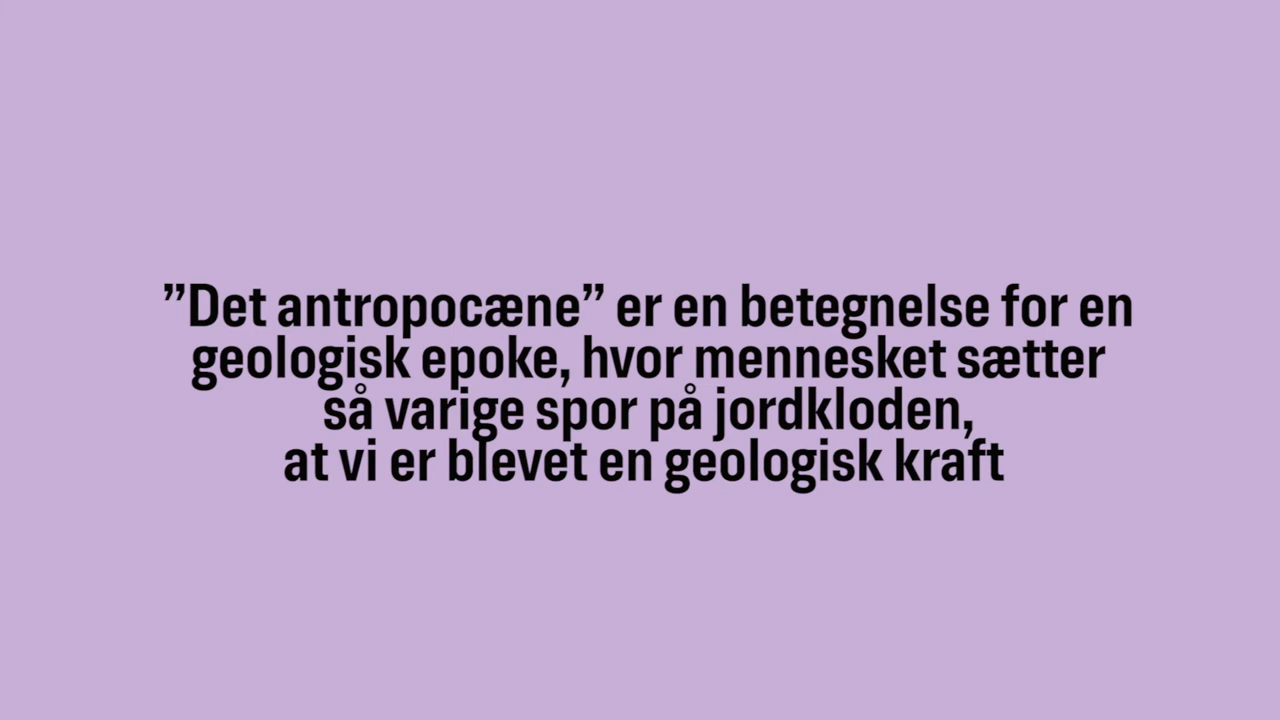 ”Det antropocæne” er en betegnelse for en
geologisk epoke, hvor mennesket sætter
så varige spor på jordkloden,
at vi er blevet en geologisk kraft